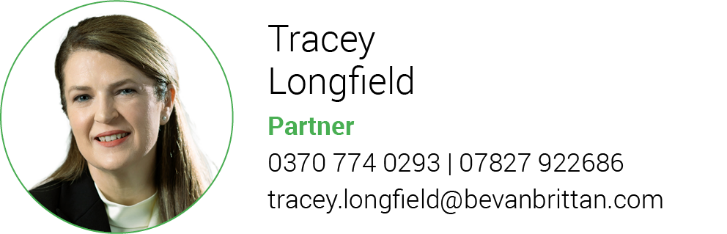 Tracey
Longfield
Partner
0370 774 0293 | 07827 922686
tracey.longfield@bevanbrittan.com